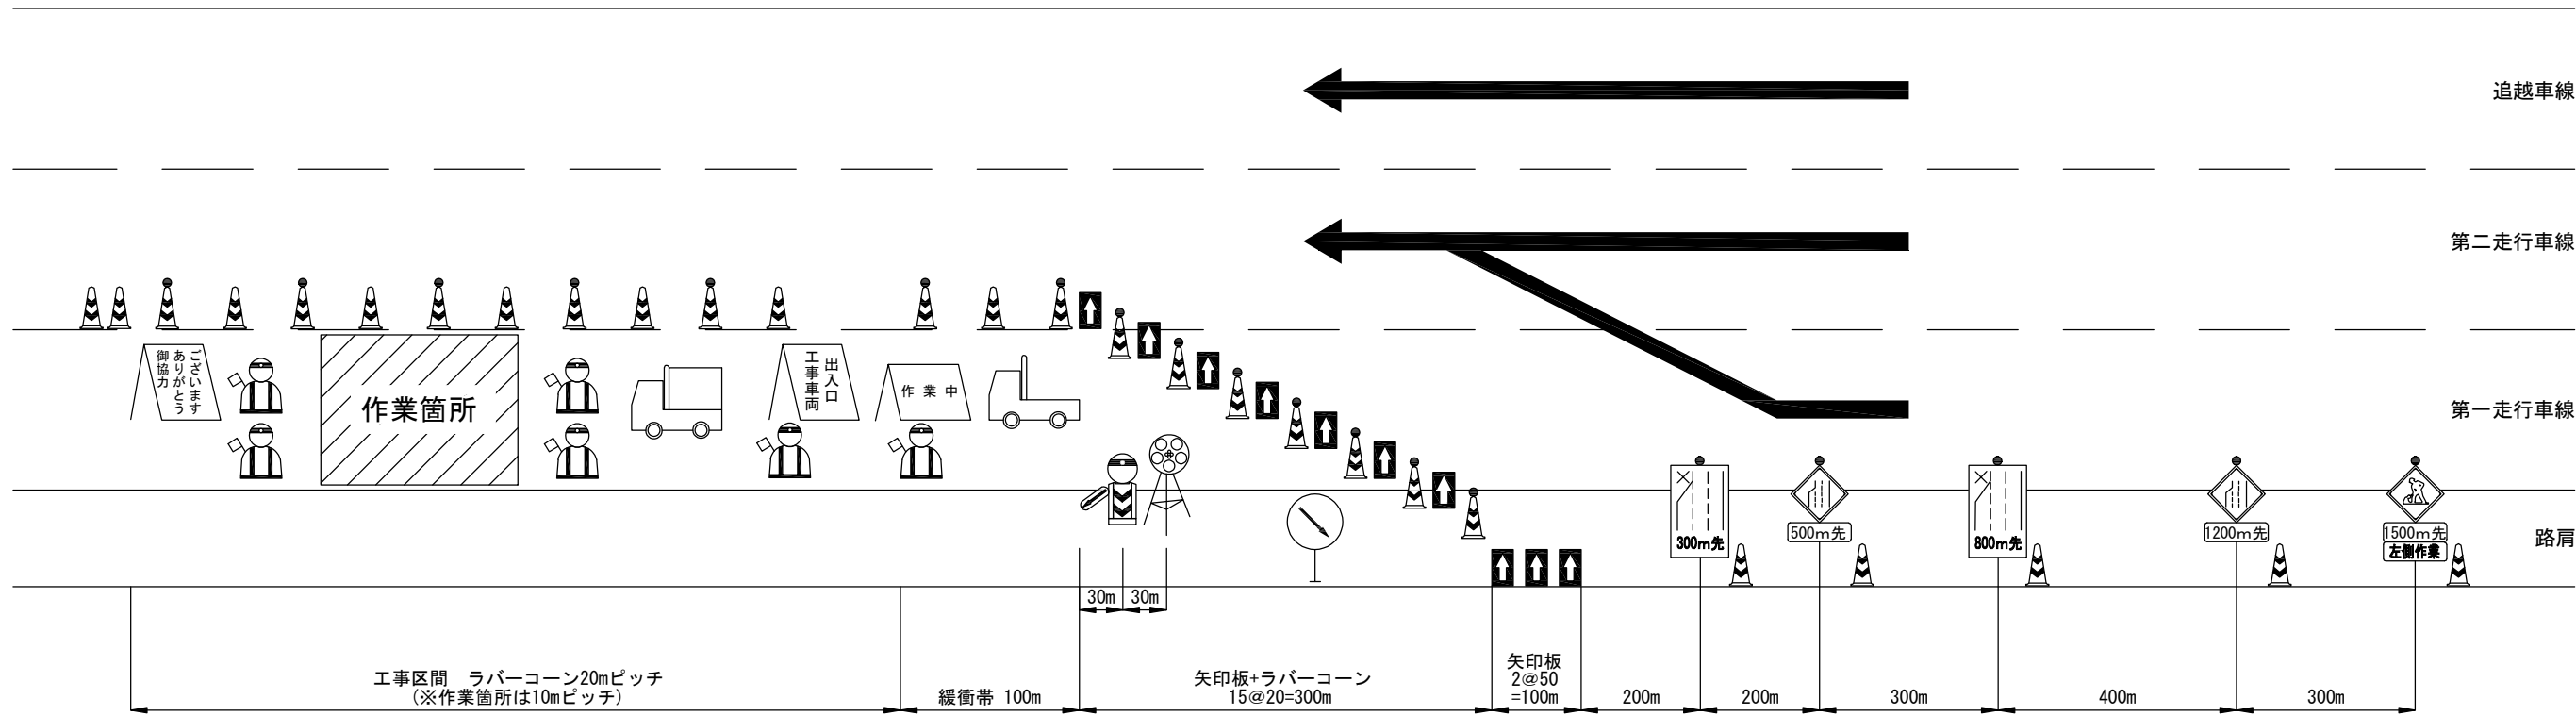 追越車線
第二走行車線
第一走行車線
路肩
御協力
ありがとう
ございます
作業箇所
工事車両
出入口
作業中
300m先
500m先
800m先
1200m先
1500m先
左側作業
30m
30m
工事区間 ラバーコーン20mピッチ
(※作業箇所は10mピッチ)
緩衝帯 100m
矢印板+ラバーコーン
15@20=300m
矢印板
2@50
=100m
200m
200m
300m
400m
300m